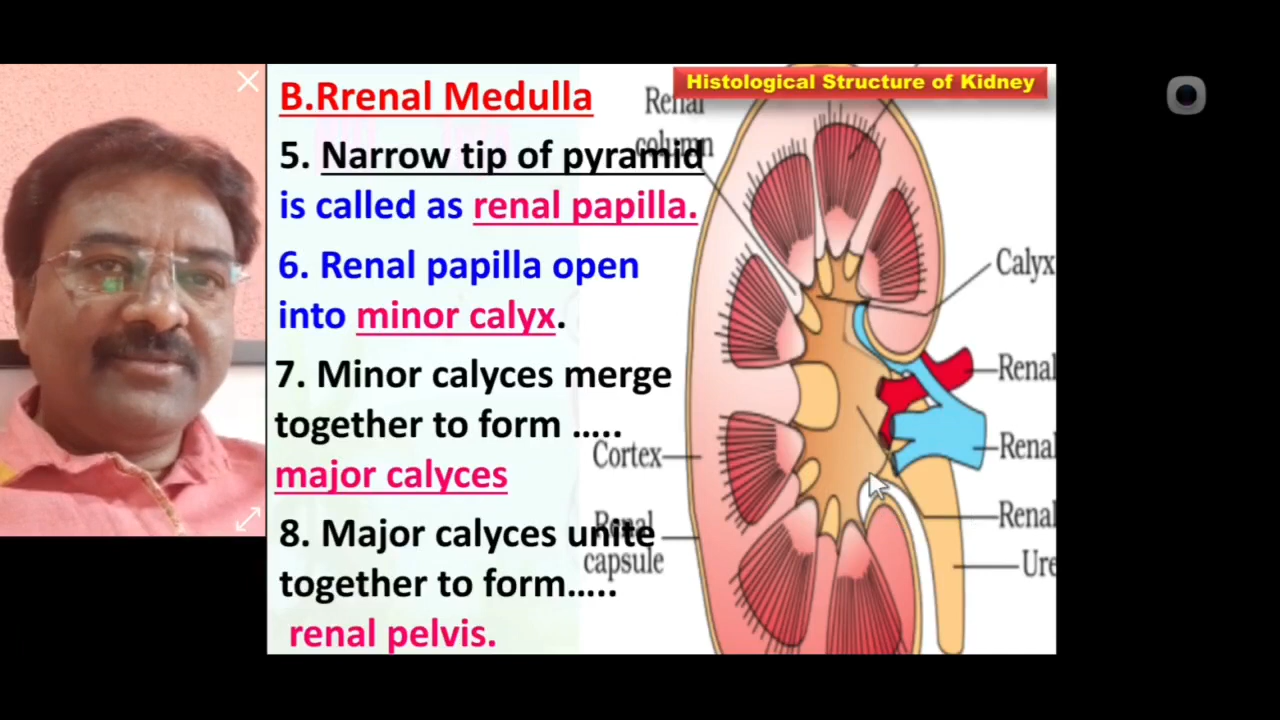 Histological Structure of Kidney
B.Rrenal Medulla
5. Narrow tip of pyramid
is called as renal papilla.
6. Renal papilla open
into minor calyx.
7. Minor calyces merge
together to form .....
major calyces
8. Major calyces unite
together to form.....
renal pelvis.
Renal
column
Calyx
Renal
Cortex
Renal
Renal
Renal
capsule
Ure